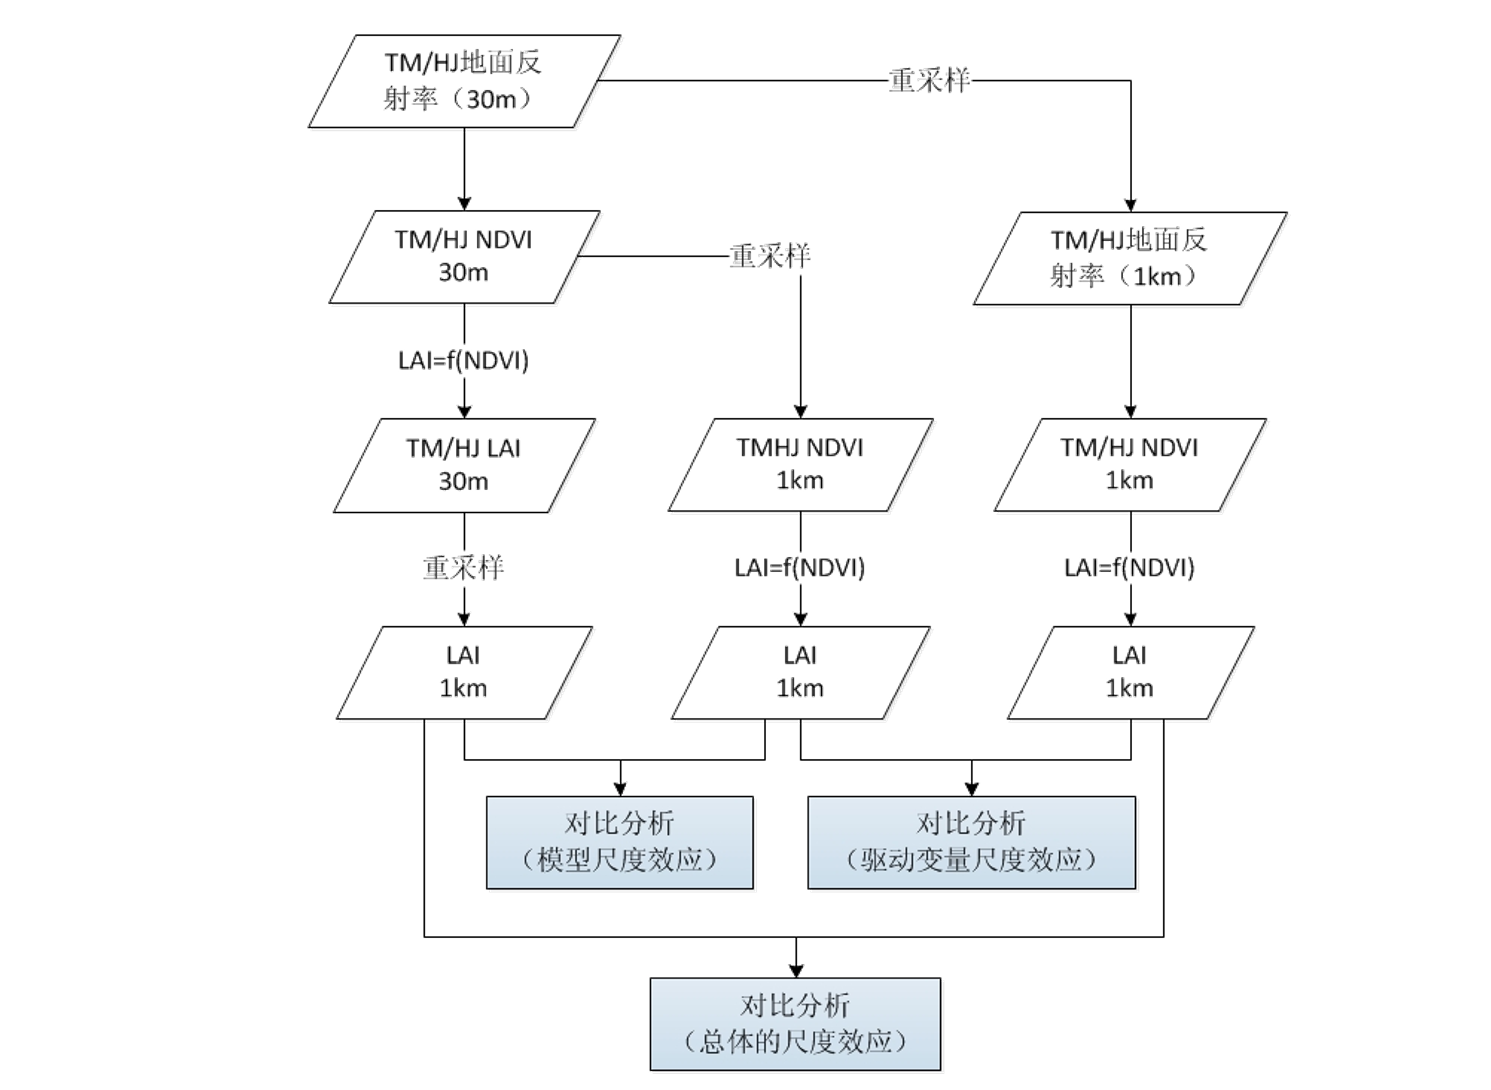 TM/HJ地面反
射率（30m）
重采样
TM/HJ NDVI
30m
重采样
TM/HJ地面反
射率（1km）
LAI=f(NDVI)
TM/HJ LAI
30m
TMHJ NDVI
1km
TM/HJ NDVI
1km
重采样
LAI=f(NDVI)
LAI=f(NDVI)
LAI
1km
LAI
1km
LAI
1km
对比分析
（模型尺度效应）
对比分析
（驱动变量尺度效应）
对比分析
（总体的尺度效应）